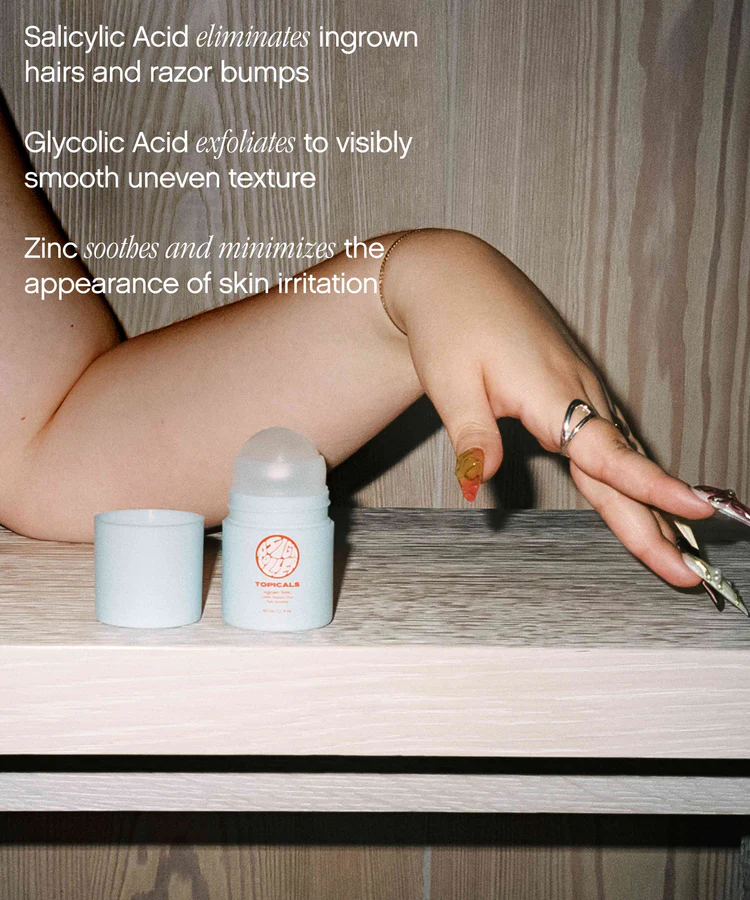 Salicylic Acid eliminates ingrown
hairs and razor bumps
Glycolic Acid exfoliates to visibly
smooth uneven texture
Zinc soothes and minimizes the
appearance of skin irritation
TOPICALS